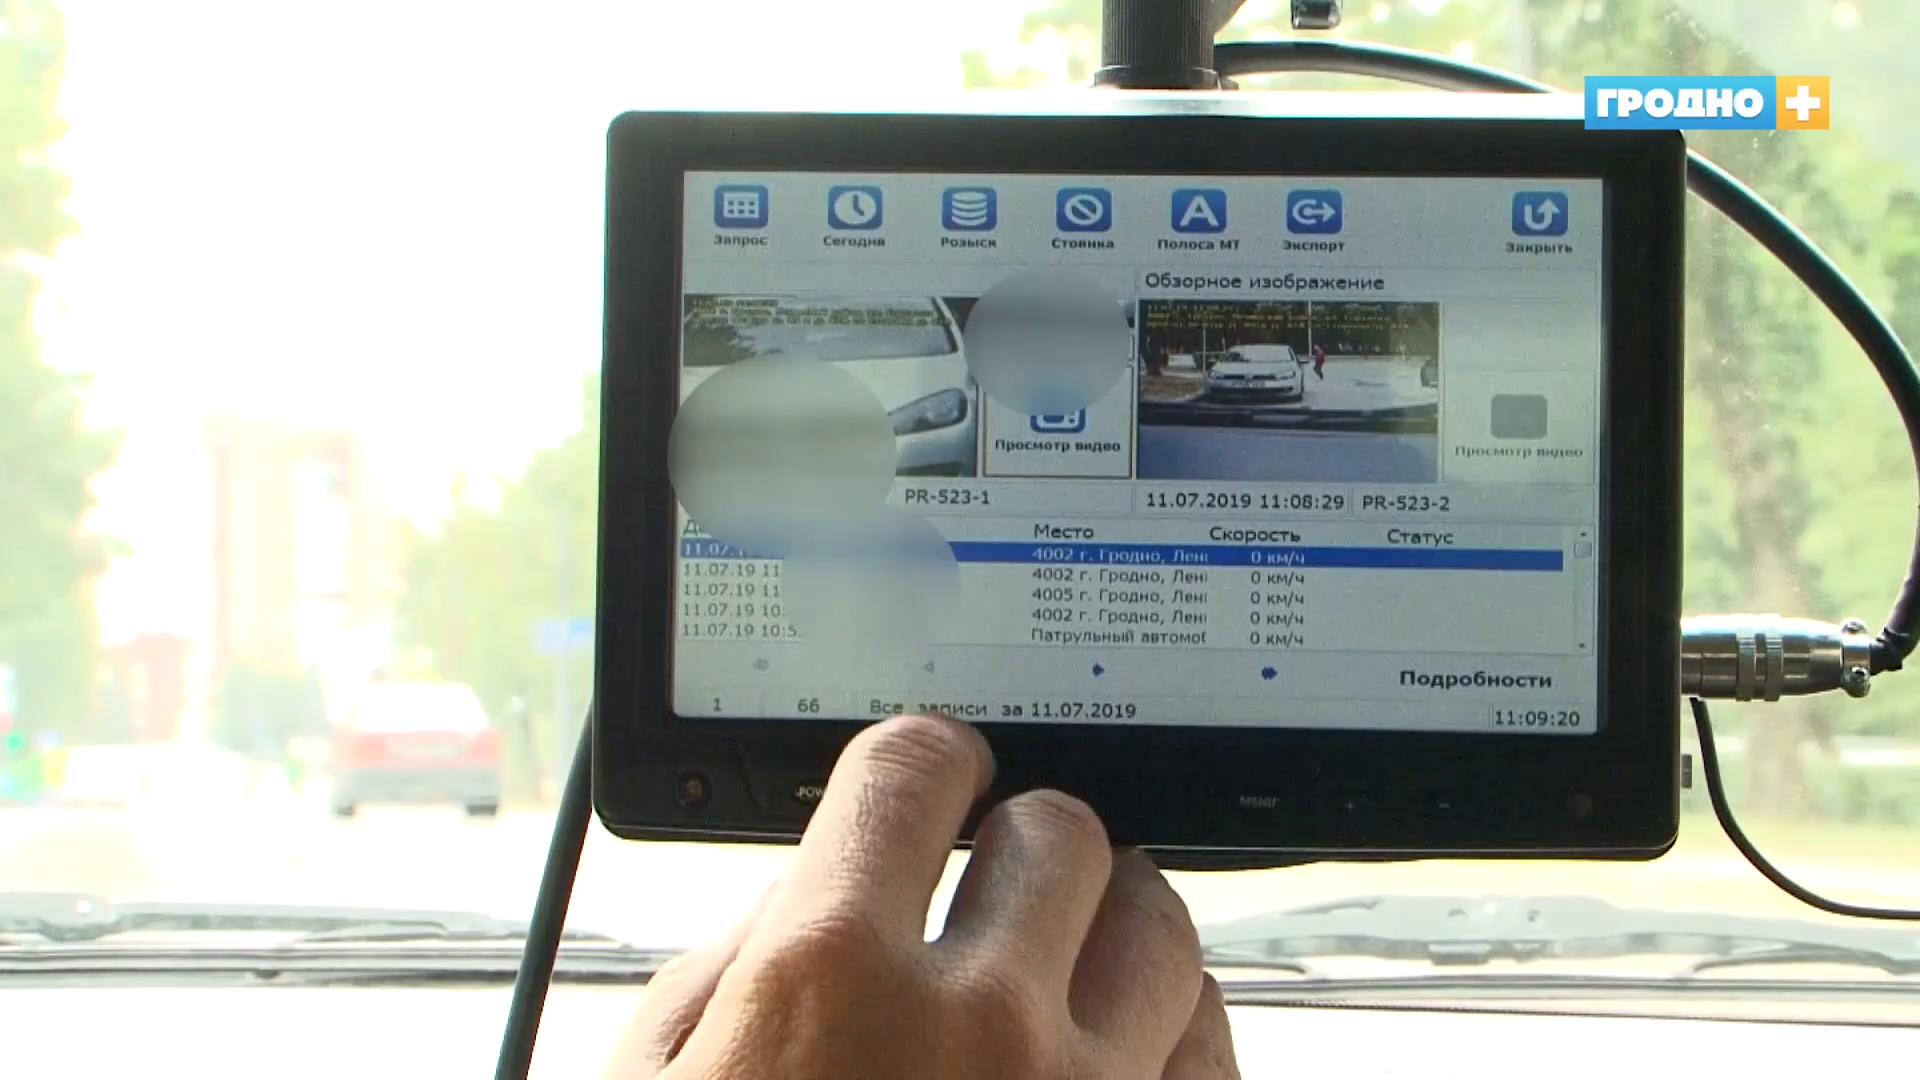 ГРОДНО +
Запрос Сегодня Розыск Стоянка Полоса МТ Экспорт Закрыть
Обзорное изображение
Просмотр видео
Просмотр видео
PR-523-1 11.07.2019 11:08:29 PR-523-2
Место Скорость Статус
4002 г. Гродно, Лени 0 км/ч
11.07.19 11 4002 г. Гродно, Лени 0 км/ч
11.07.19 11 4005 г. Гродно, Лени 0 км/ч
11.07.19 10: 4002 г. Гродно, Лени 0 км/ч
11.07.19 10:5 Патрульный автомоб 0 км/ч
Подробности
1 66 Все записи за 11.07.2019 11:09:20
MENU + -